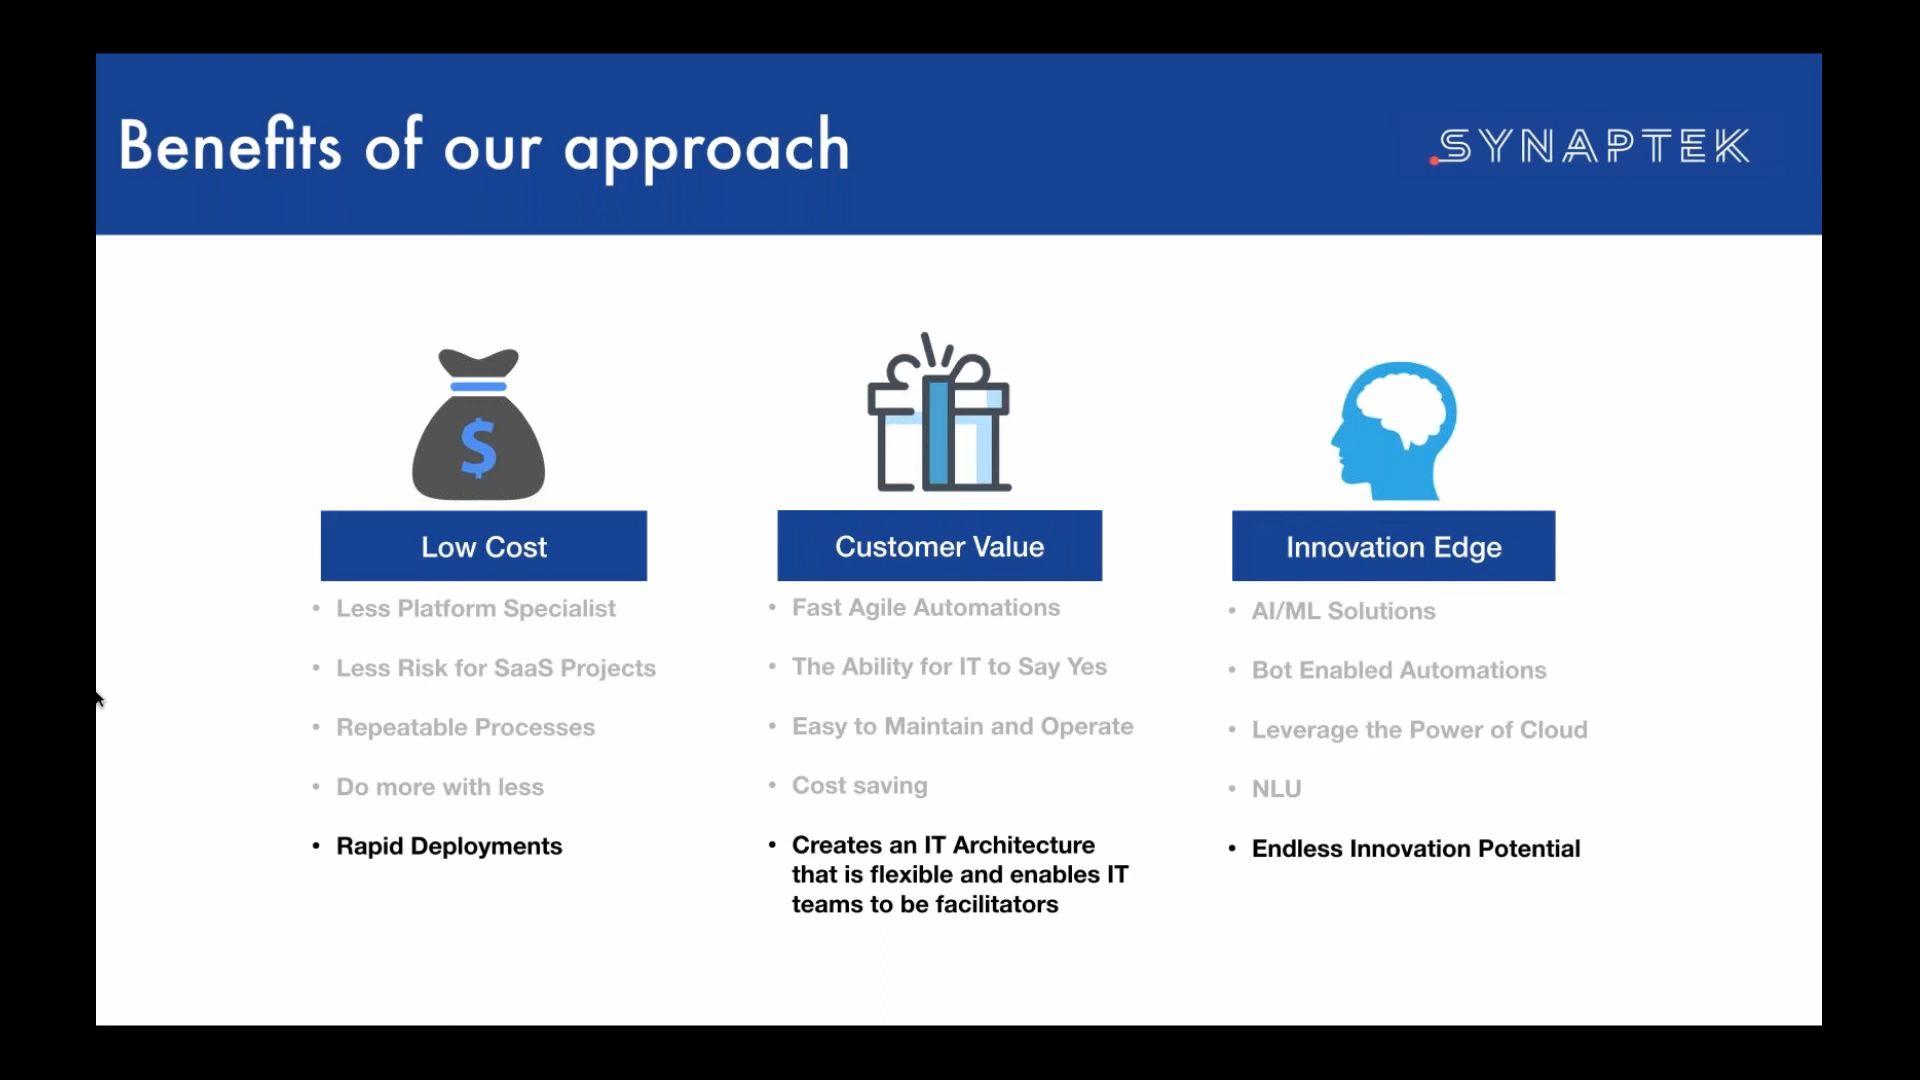 Benefits of our approach
SYNAPTEK
$
Low Cost
• Less Platform Specialist
• Less Risk for SaaS Projects
• Repeatable Processes
• Do more with less
• Rapid Deployments
Customer Value
• Fast Agile Automations
• The Ability for IT to Say Yes
• Easy to Maintain and Operate
• Cost saving
• Creates an IT Architecture
that is flexible and enables IT
teams to be facilitators
Innovation Edge
• AI/ML Solutions
• Bot Enabled Automations
• Leverage the Power of Cloud
• NLU
• Endless Innovation Potential